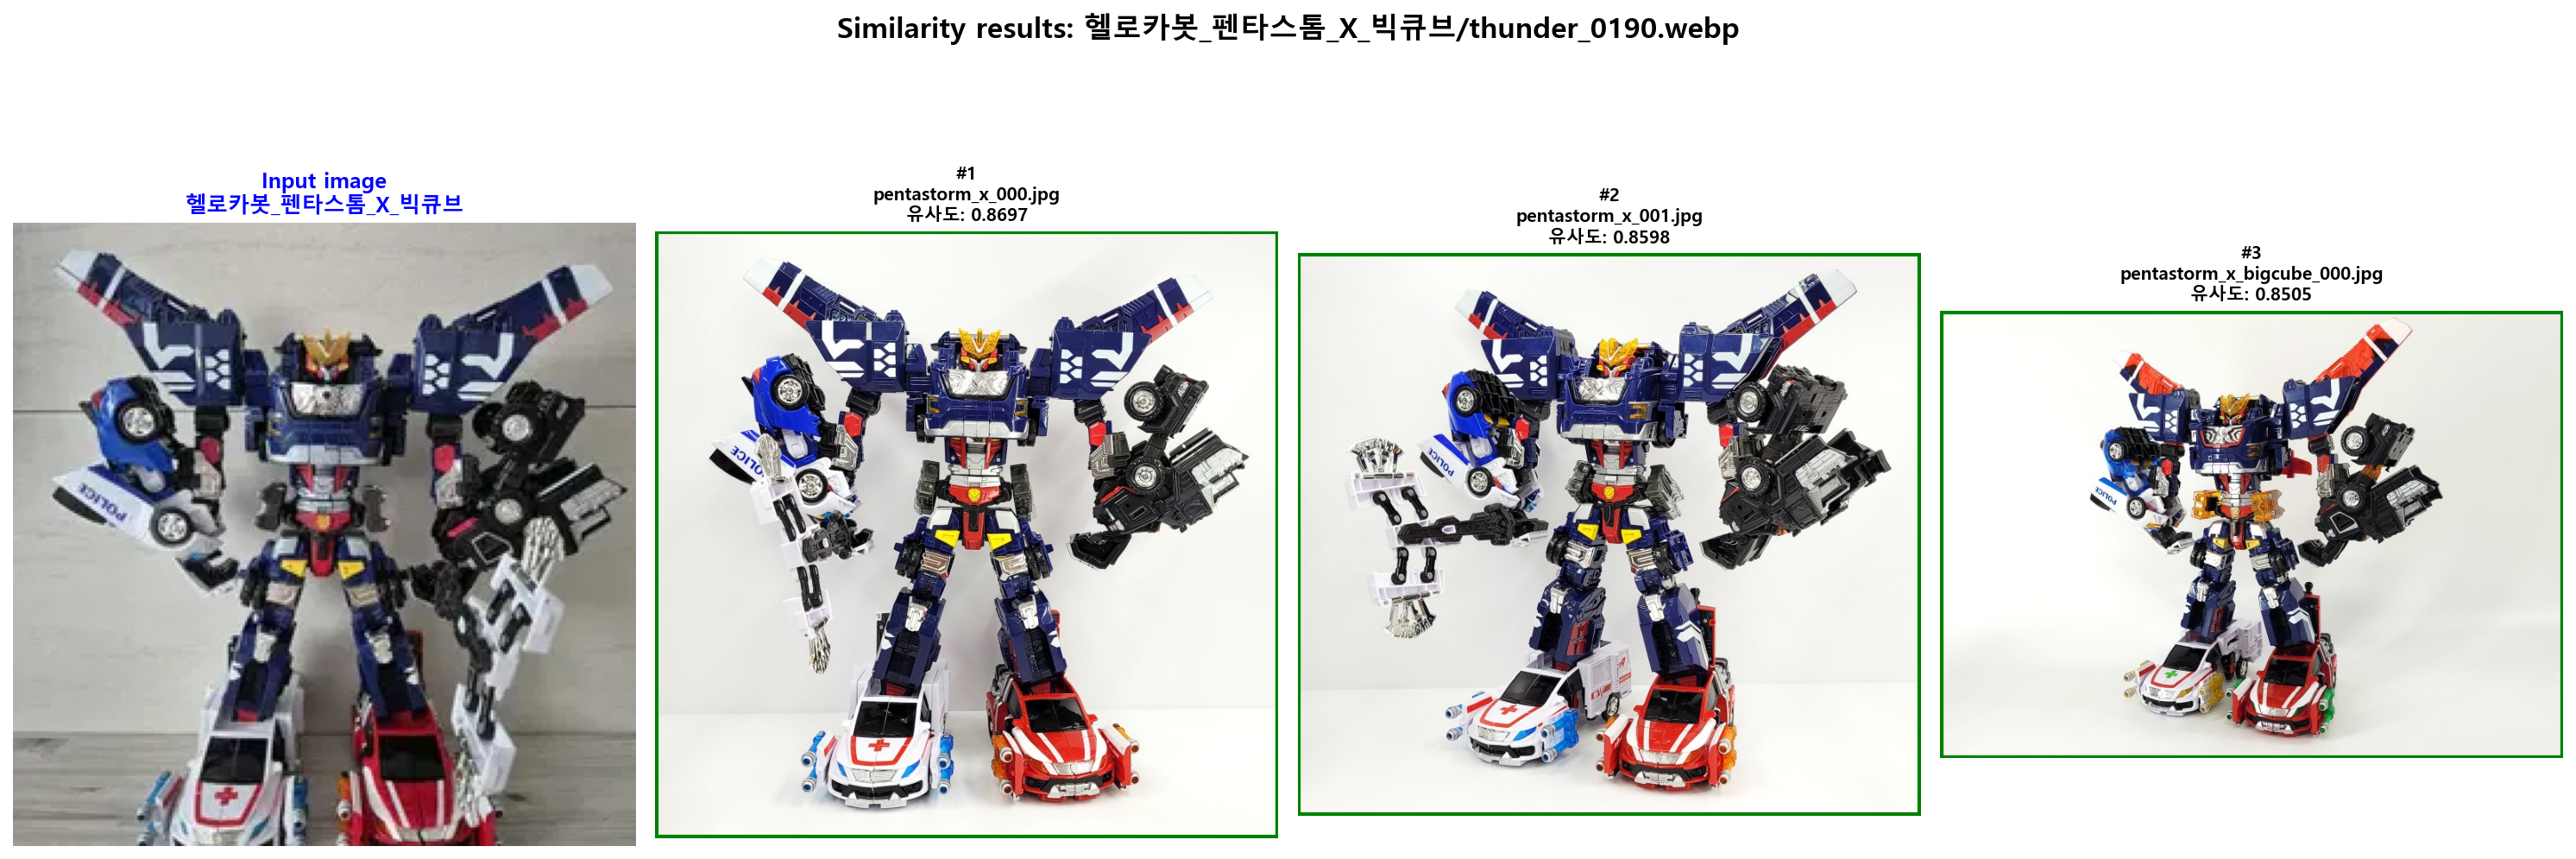 Similarity results: 헬로카봇_펜타스톰_X_빅큐브/thunder_0190.webp
Input image
헬로카봇_펜타스톰_X_빅큐브
POLICE
#1
pentastorm_x_000.jpg
유사도: 0.8697
POLICE
#2
pentastorm_x_001.jpg
유사도: 0.8598
POLICE
#3
pentastorm_x_bigcube_000.jpg
유사도: 0.8505
POLICE